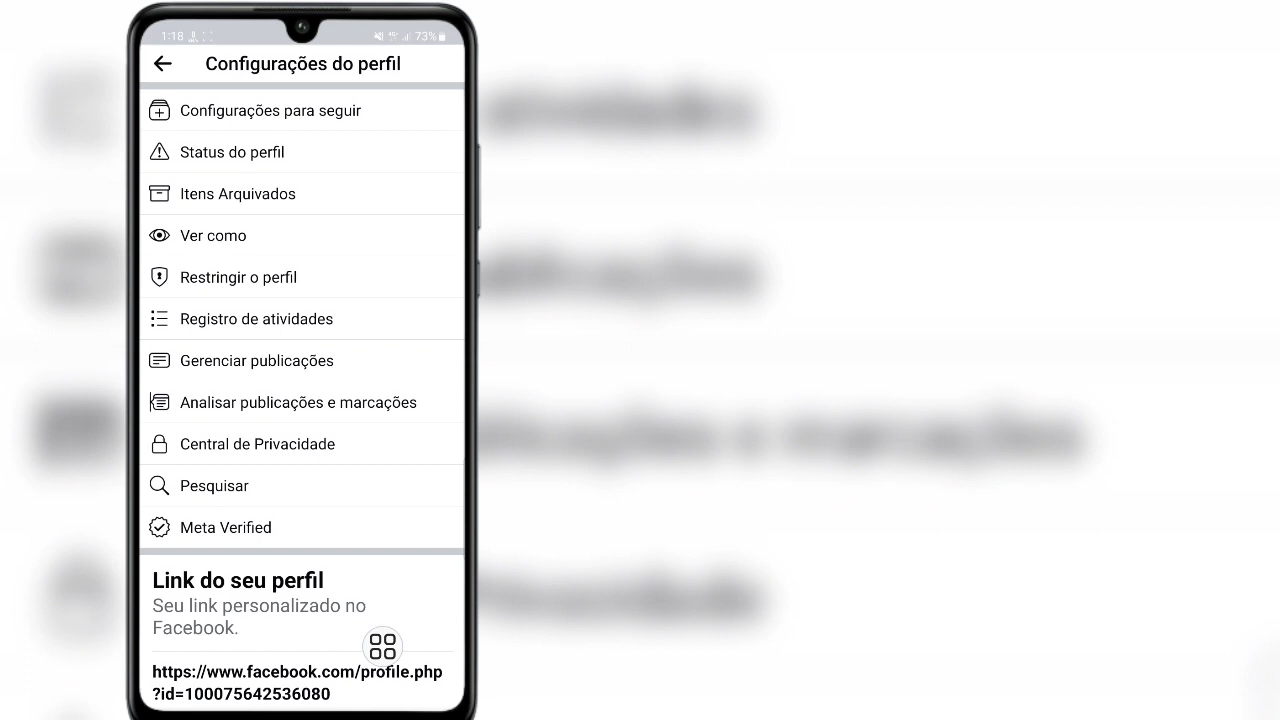 1:18 73%
Configurações do perfil
Configurações para seguir
Status do perfil
Itens Arquivados
Ver como
Restringir o perfil
Registro de atividades
Gerenciar publicações
Analisar publicações e marcações
Central de Privacidade
Pesquisar
Meta Verified
Link do seu perfil
Seu link personalizado no
Facebook.
https://www.facebook.com/profile.php
?id=100075642536080